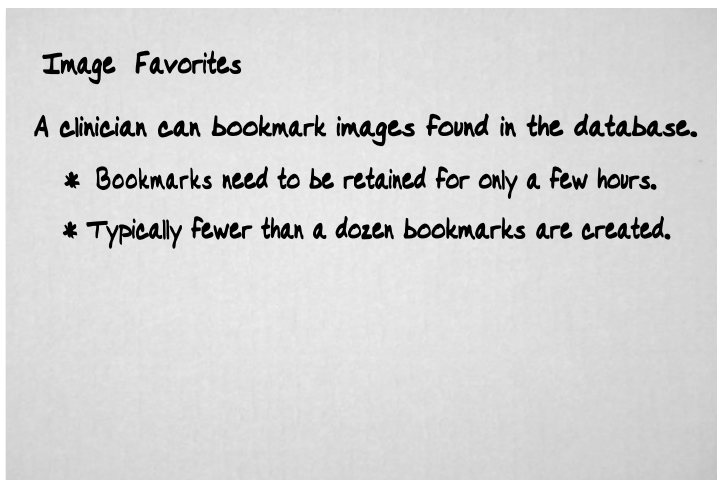 Image Favorites
A clinician can bookmark images found in the database.
* Bookmarks need to be retained for only a few hours.
* Typically fewer than a dozen bookmarks are created.